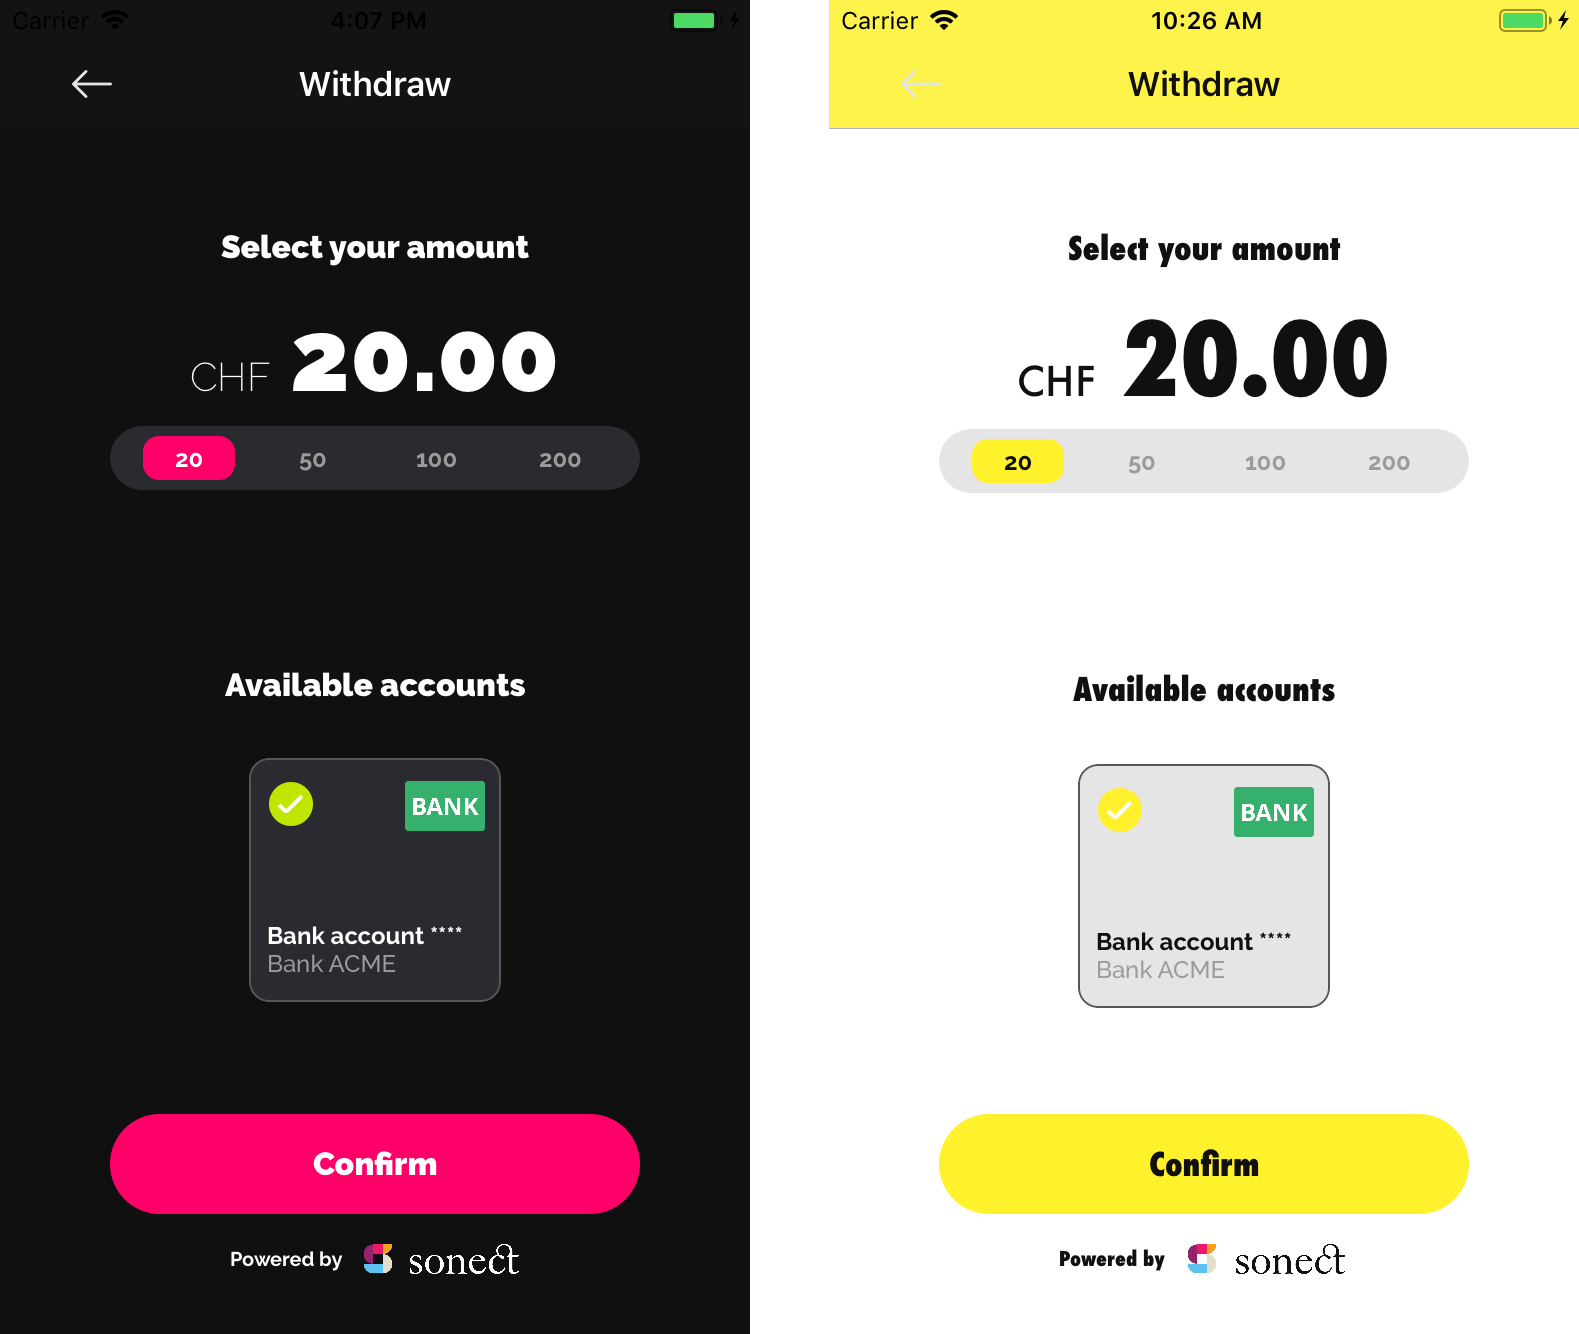 Carrier 4:07 PM
Withdraw
Select your amount
CHF 20.00
20 50 100 200
Available accounts
BANK
Bank account ****
Bank ACME
Confirm
Powered by sonect
Carrier 10:26 AM
Withdraw
Select your amount
CHF 20.00
20 50 100 200
Available accounts
BANK
Bank account ****
Bank ACME
Confirm
Powered by sonect